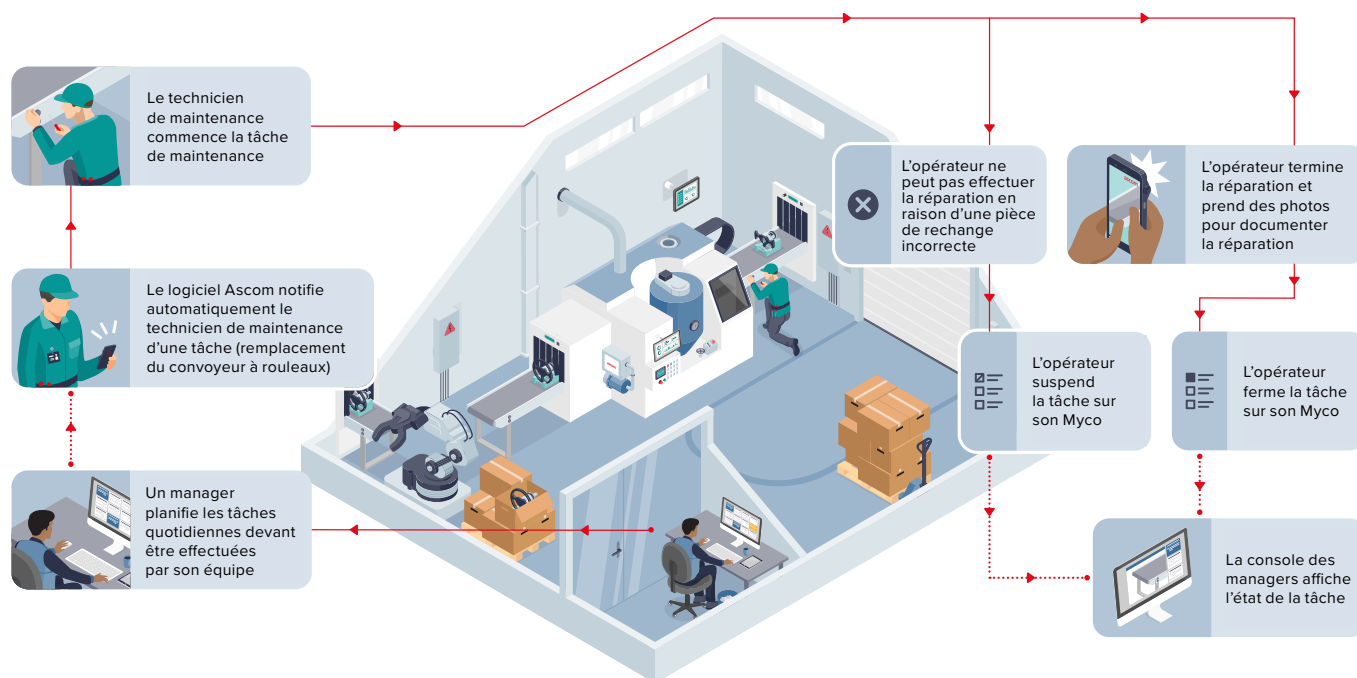 Le technicien
de maintenance
commence la tâche
de maintenance
Le logiciel Ascom notifie
automatiquement le
technicien de maintenance
d’une tâche (remplacement
du convoyeur à rouleaux)
Un manager
planifie les tâches
quotidiennes devant
être effectuées
par son équipe
L’opérateur ne
peut pas effectuer
la réparation en
raison d’une pièce
de rechange
incorrecte
L’opérateur termine
la réparation et
prend des photos
pour documenter
la réparation
L’opérateur
suspend
la tâche sur
son Myco
L’opérateur
ferme la tâche
sur son Myco
La console des
managers affiche
l’état de la tâche